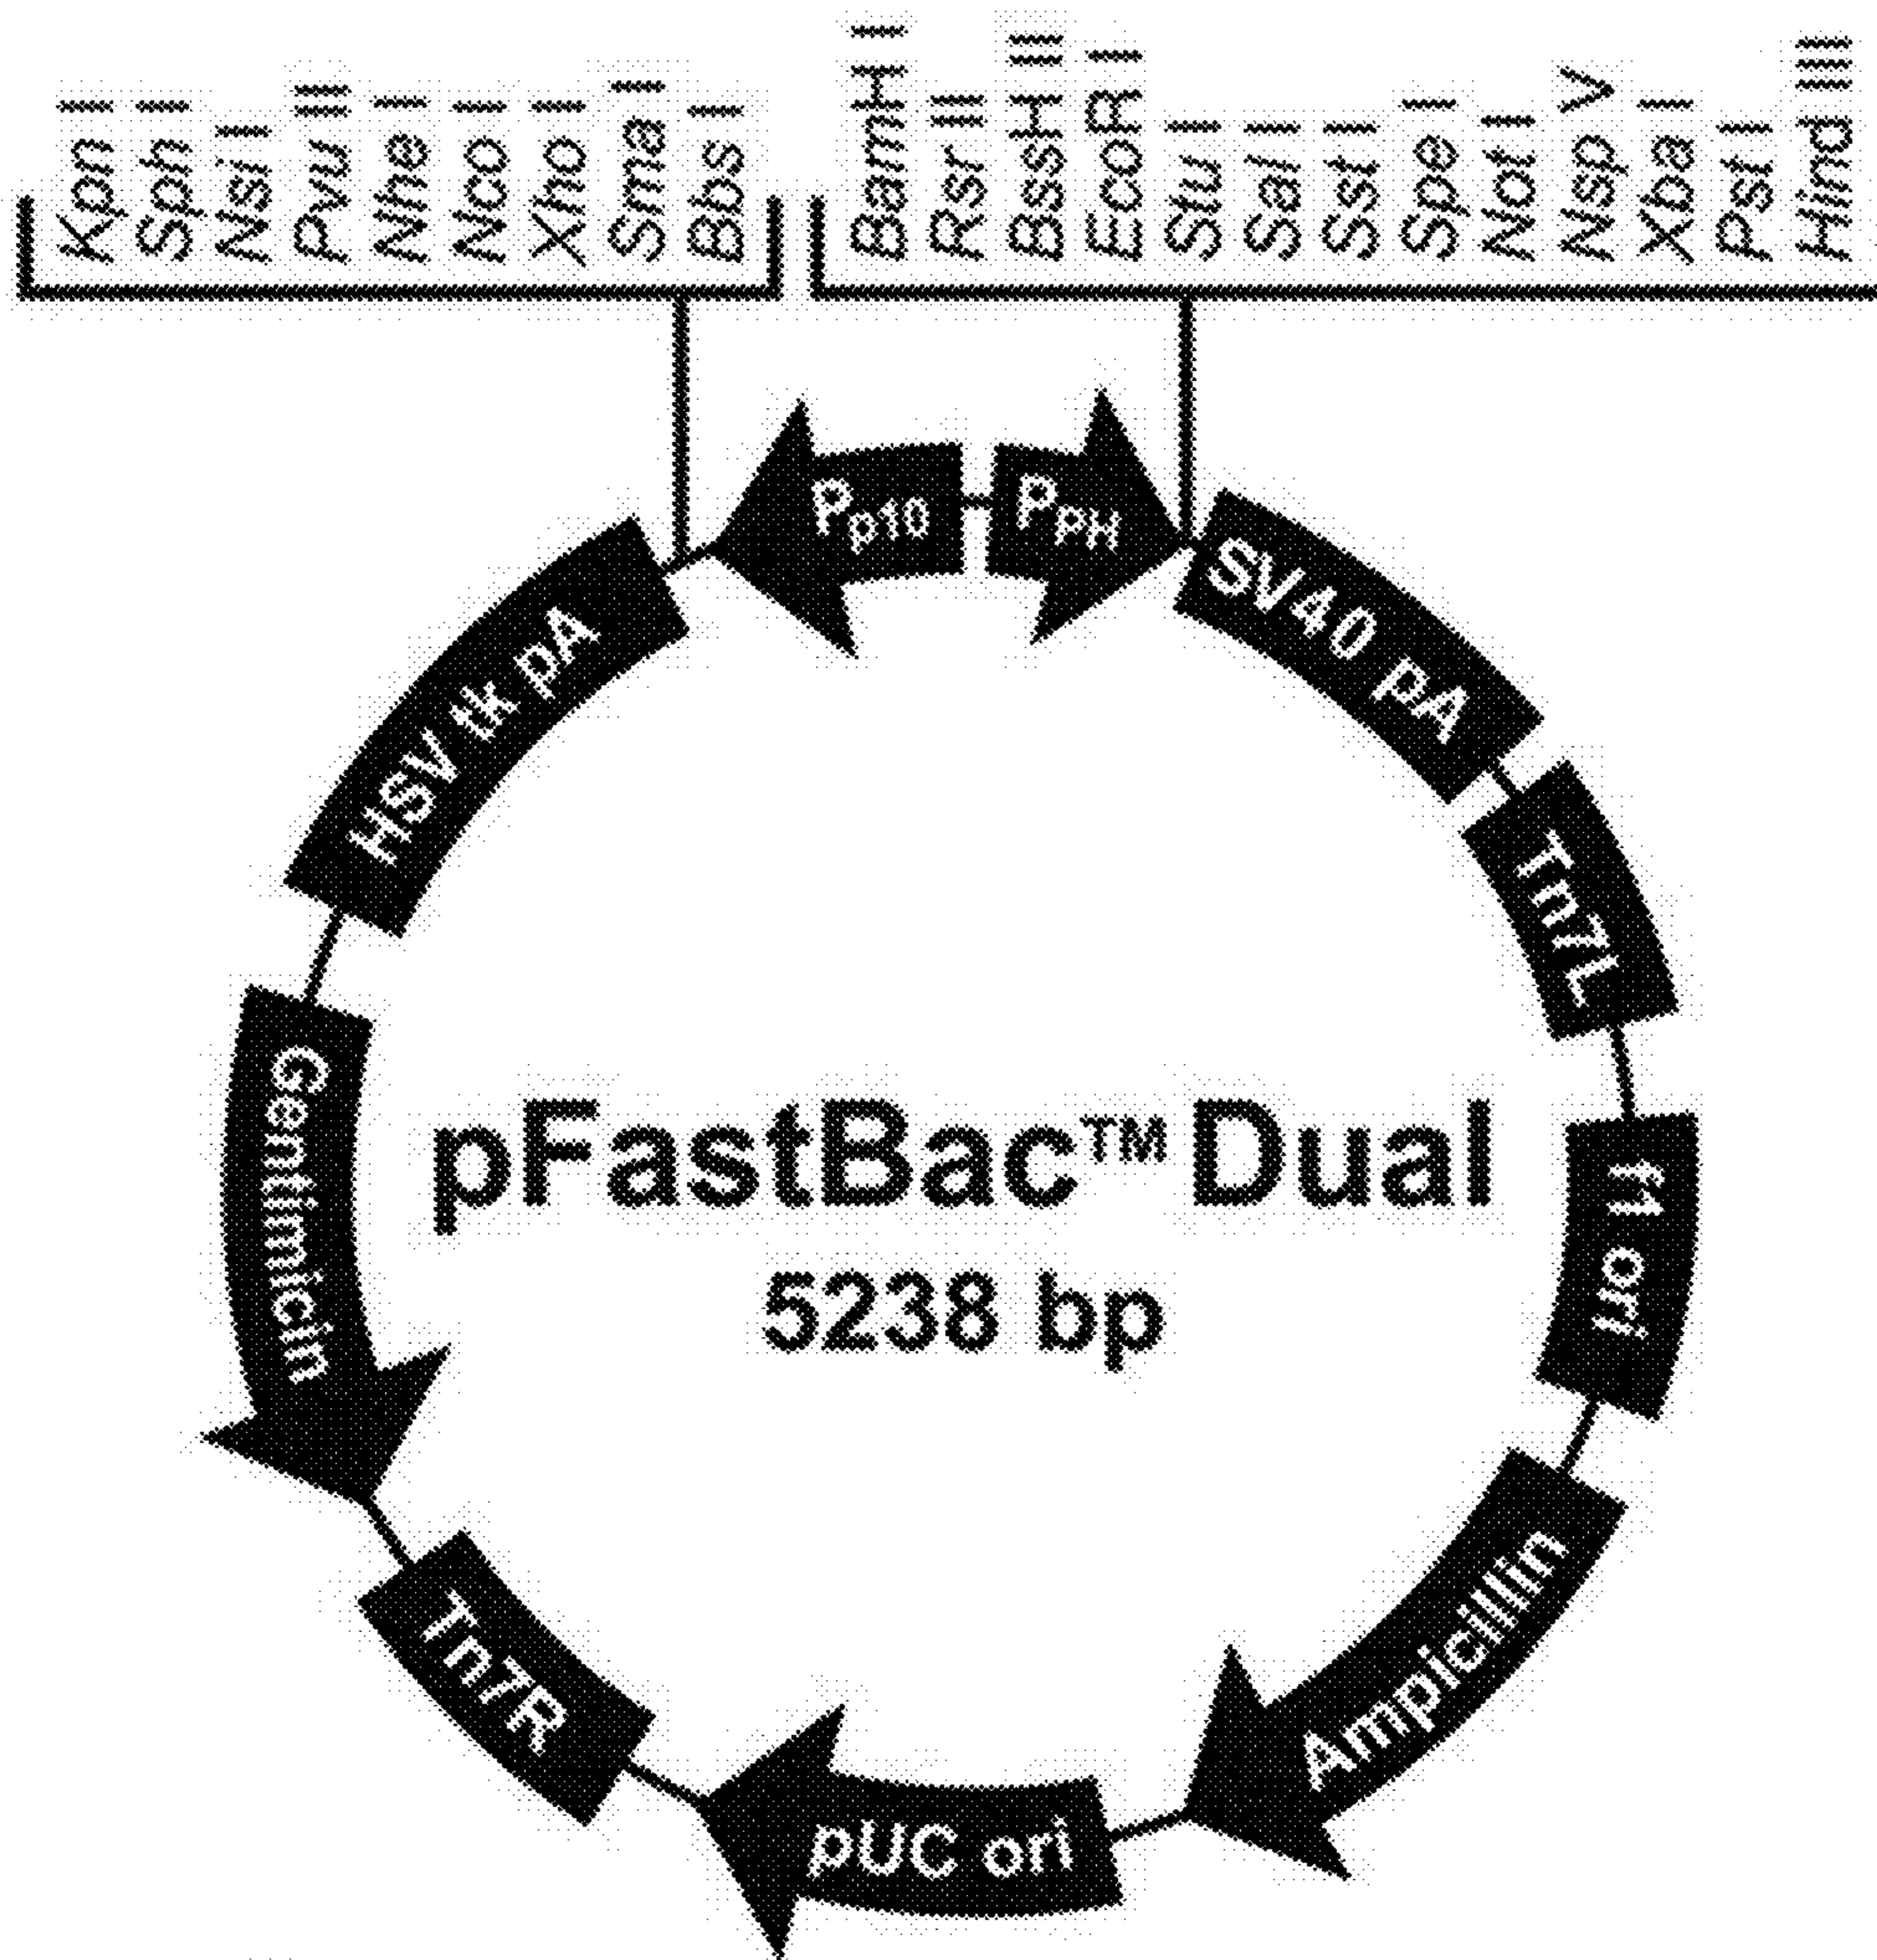 Kpn I
Sph I
Nsi I
Pvu II
Nhe I
Nco I
Xho I
Sma I
Bbs I
BamH I
Rsr II
BssH II
EcoR I
Stu I
Sal I
Sst I
Spe I
Not I
Nsp V
Xba I
Pst I
Hind III
Pp10
PPH
SV40 pA
HSV tk pA
Tn7L
Gentimicin
pFastBac™ Dual
5238 bp
f1 ori
Ampicillin
Tn7R
pUC ori